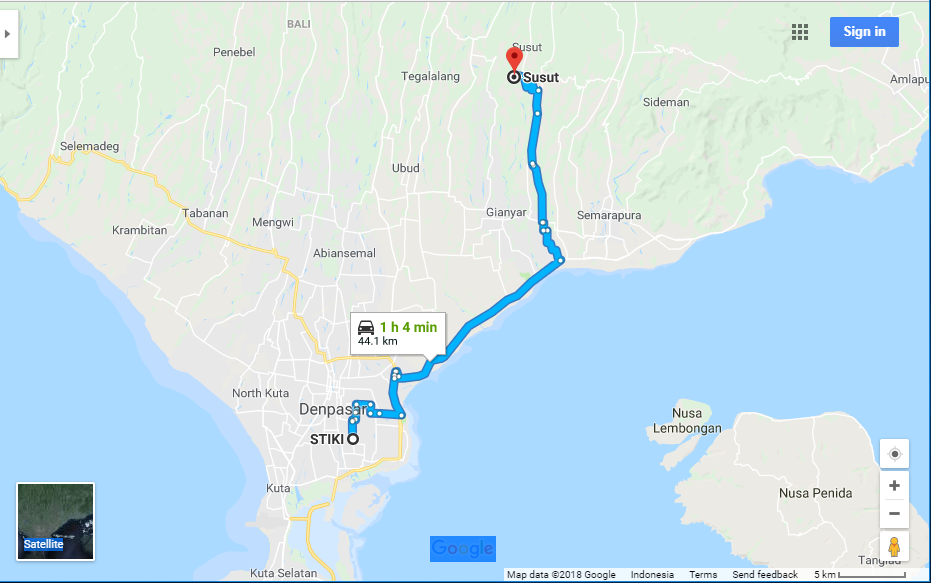 BALI
Sign in
Penebel
Susut
Tegalalang
Susut
Amlapu
Sideman
Selemadeg
Ubud
Tabanan
Gianyar
Semarapura
Mengwi
Krambitan
Abiansemal
1 h 4 min
44.1 km
North Kuta
Denpasar
Nusa
Lembongan
STIKI
Kuta
Nusa Penida
Satellite
Google
Tanglad
Kuta Selatan
Map data ©2018 Google Indonesia Terms Send feedback 5 km